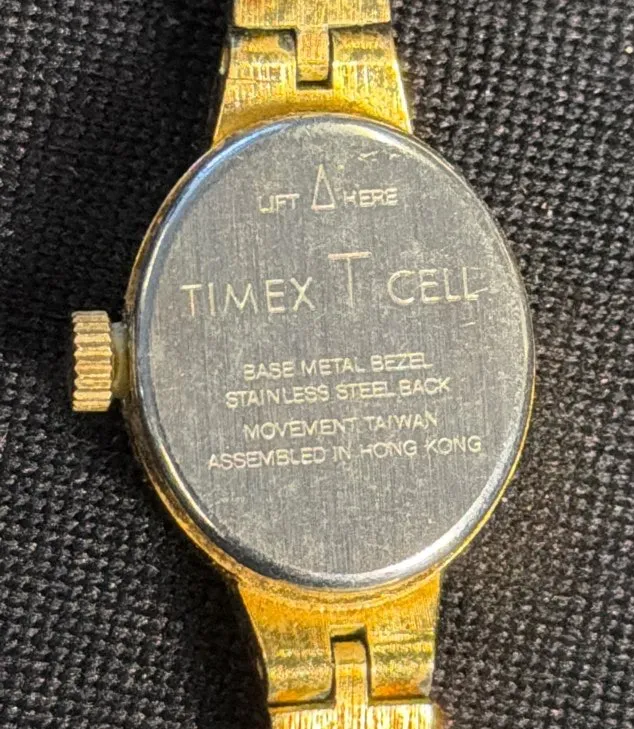 LIFT HERE
TIMEX T CELL
BASE METAL BEZEL
STAINLESS STEEL BACK
MOVEMENT TAIWAN
ASSEMBLED IN HONG KONG